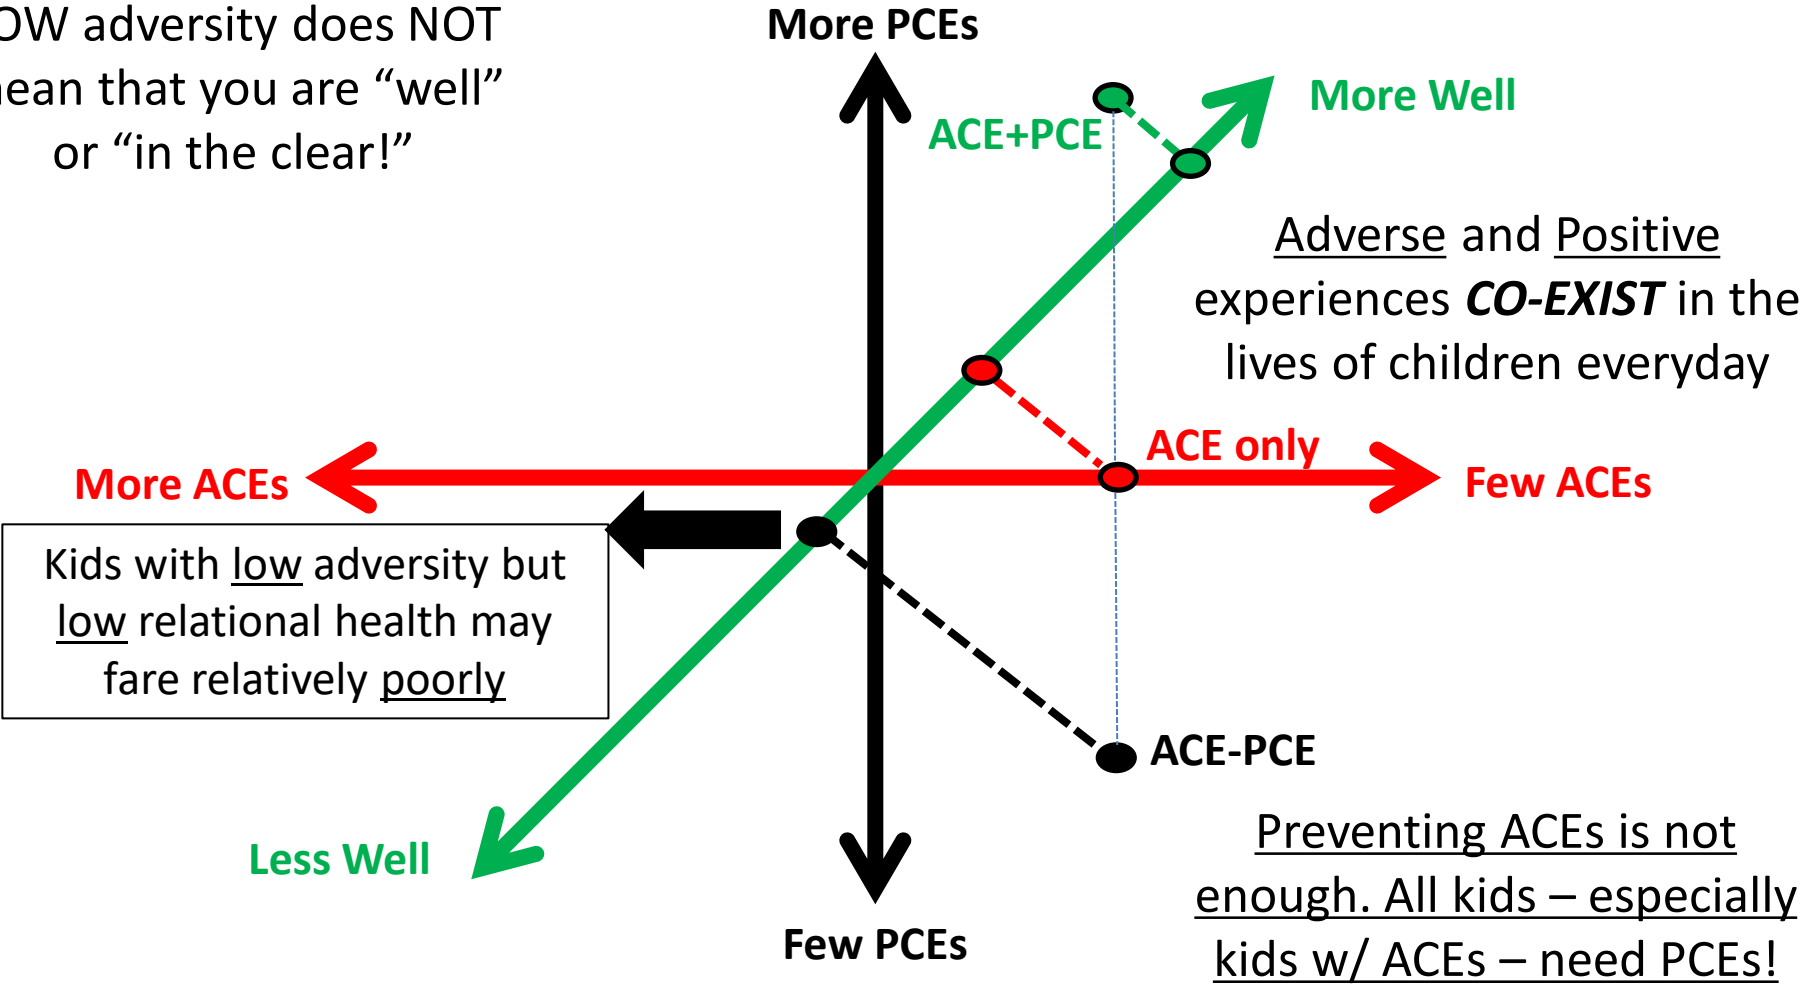 OW adversity does NOT
ean that you are “well”
or “in the clear!”
More PCEs
More Well
ACE+PCE
Adverse and Positive
experiences CO-EXIST in the
lives of children everyday
ACE only
More ACEs
Few ACEs
Kids with low adversity but
low relational health may
fare relatively poorly
ACE-PCE
Less Well
Preventing ACEs is not
enough. All kids – especially
kids w/ ACEs – need PCEs!
Few PCEs